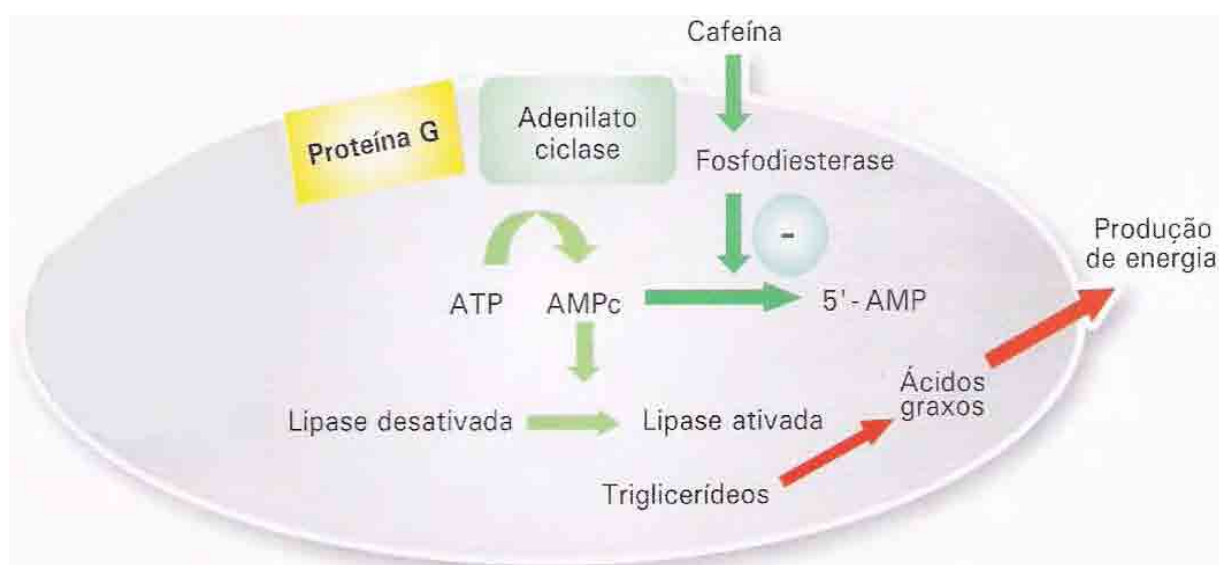 Cafeína
Proteína G
Adenilato
ciclase
Fosfodiesterase
-
Produção
de energia
ATP
AMPc
5'- AMP
Ácidos
graxos
Lipase desativada
Lipase ativada
Triglicerídeos